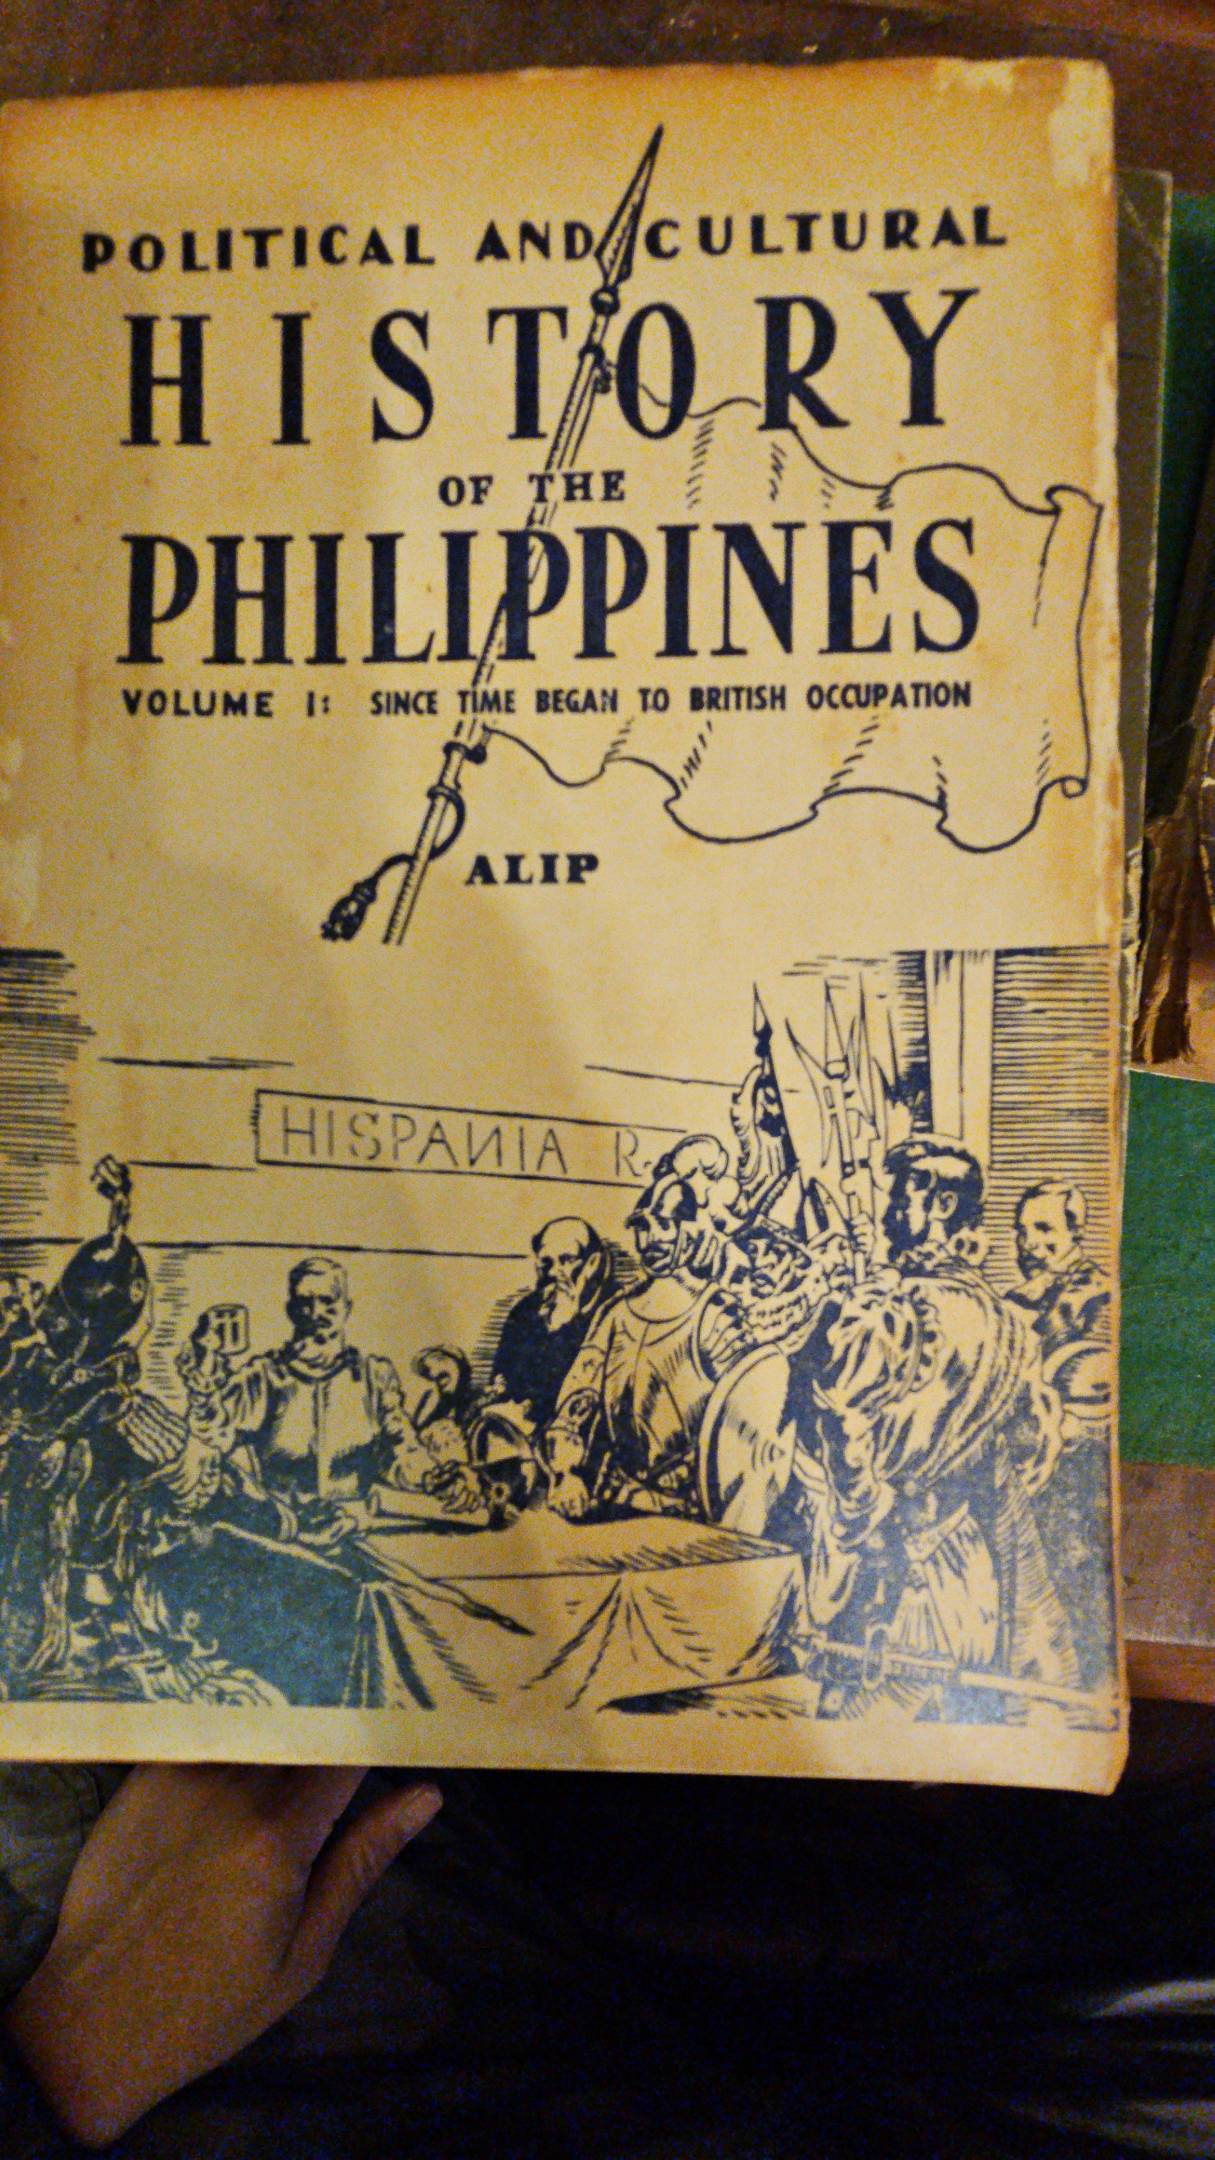 POLITICAL AND CULTURAL
HISTORY
OF THE
PHILIPPINES
VOLUME I: SINCE TIME BEGAN TO BRITISH OCCUPATION
ALIP
HISPANIA R.